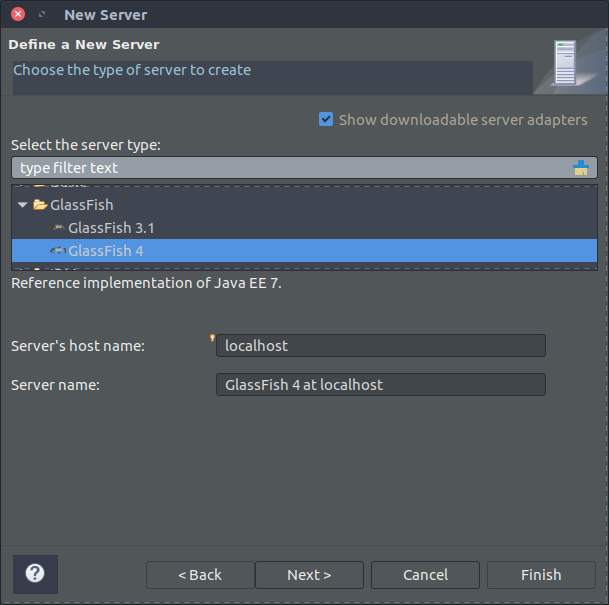 New Server
Define a New Server
Choose the type of server to create
Show downloadable server adapters
Select the server type:
type filter text
GlassFish
GlassFish 3.1
GlassFish 4
Reference implementation of Java EE 7.
Server's host name:
localhost
Server name:
GlassFish 4 at localhost
?
< Back
Next >
Cancel
Finish